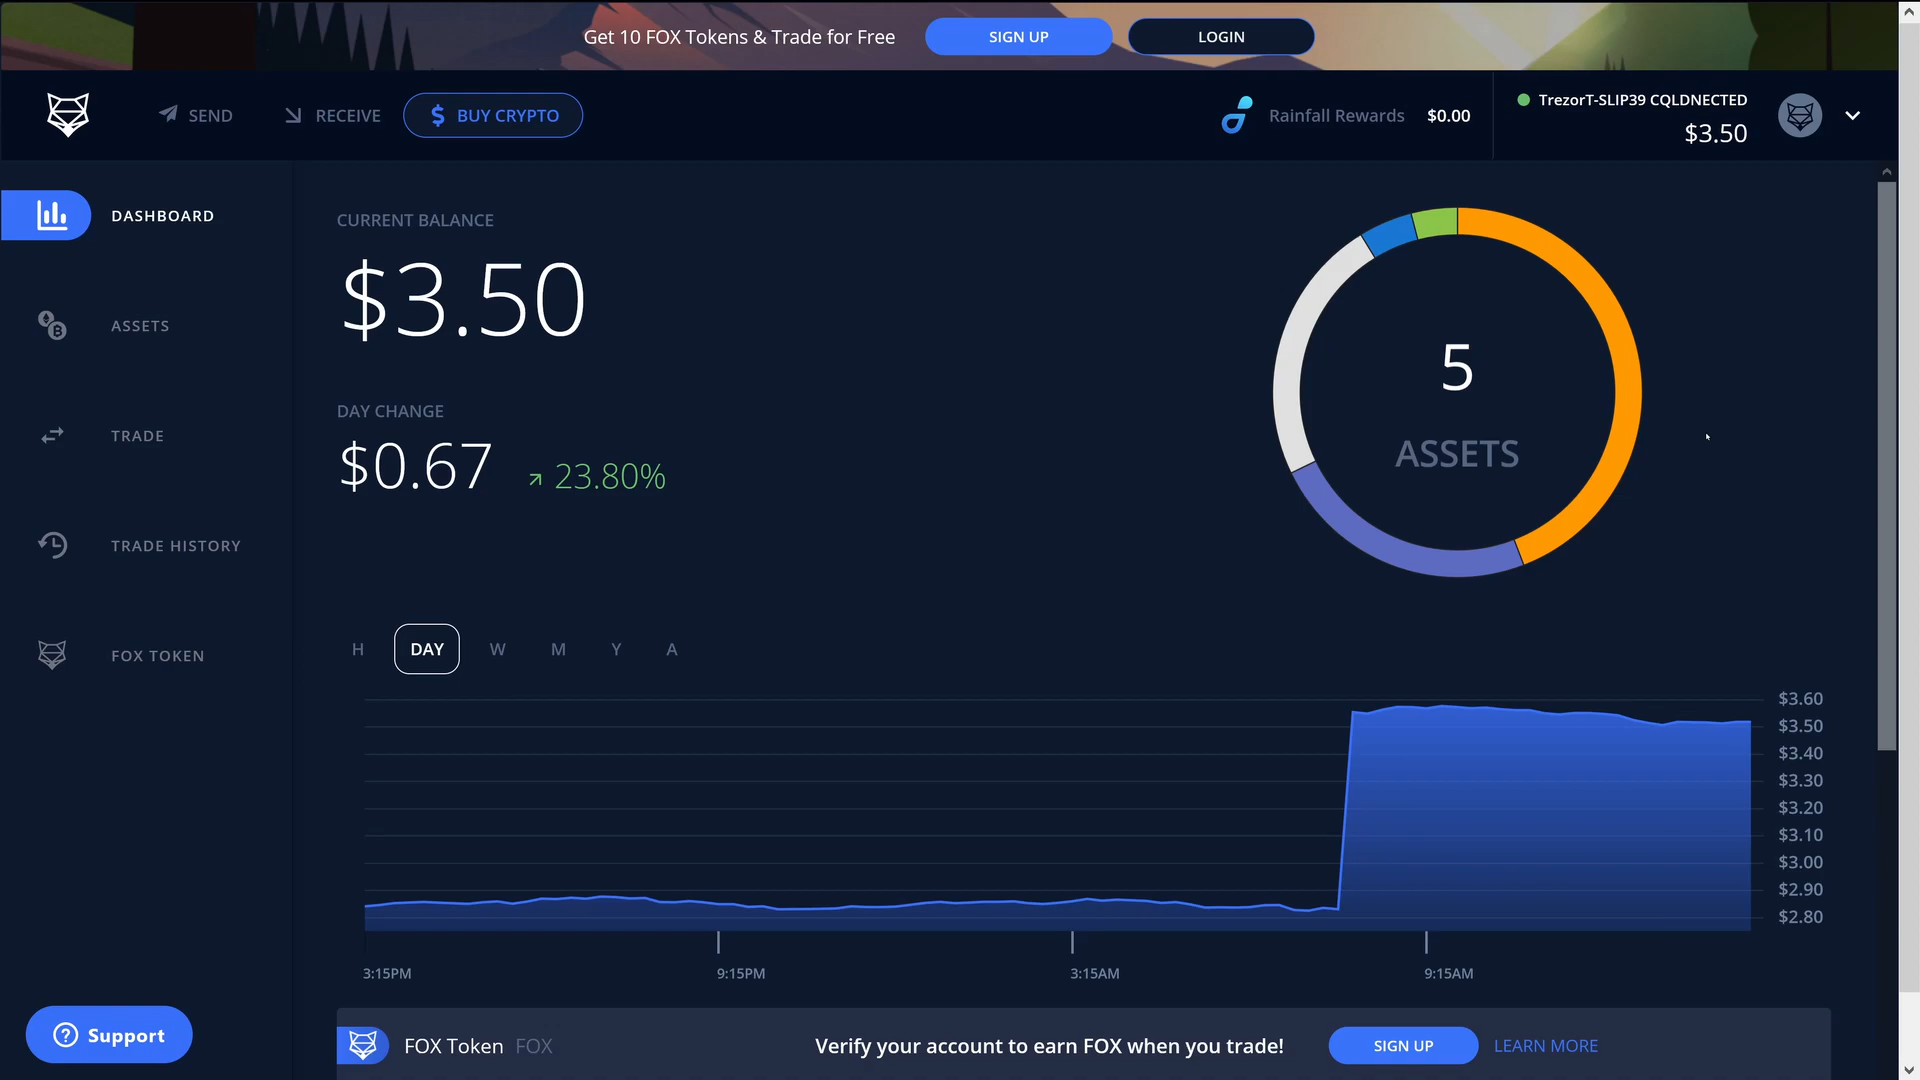 Get 10 FOX Tokens & Trade for Free
SIGN UP
LOGIN
SEND
RECEIVE
$ BUY CRYPTO
Rainfall Rewards $0.00
TrezorT-SLIP39 CQLDNECTED
$3.50
DASHBOARD
ASSETS
TRADE
TRADE HISTORY
FOX TOKEN
CURRENT BALANCE
$3.50
DAY CHANGE
$0.67 23.80%
5
ASSETS
H DAY W M Y A
$3.60
$3.50
$3.40
$3.30
$3.20
$3.10
$3.00
$2.90
$2.80
3:15PM 9:15PM 3:15AM 9:15AM
? Support
FOX Token FOX
Verify your account to earn FOX when you trade!
SIGN UP
LEARN MORE